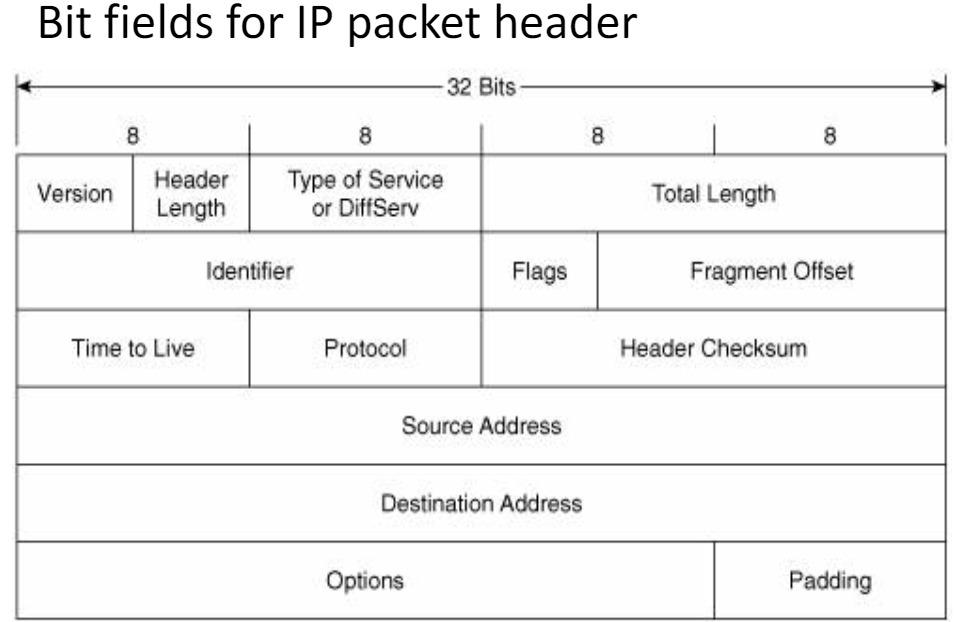 Bit fields for IP packet header
32 Bits
8 8 8 8
Version Header Length Type of Service or DiffServ Total Length
Identifier Flags Fragment Offset
Time to Live Protocol Header Checksum
Source Address
Destination Address
Options Padding